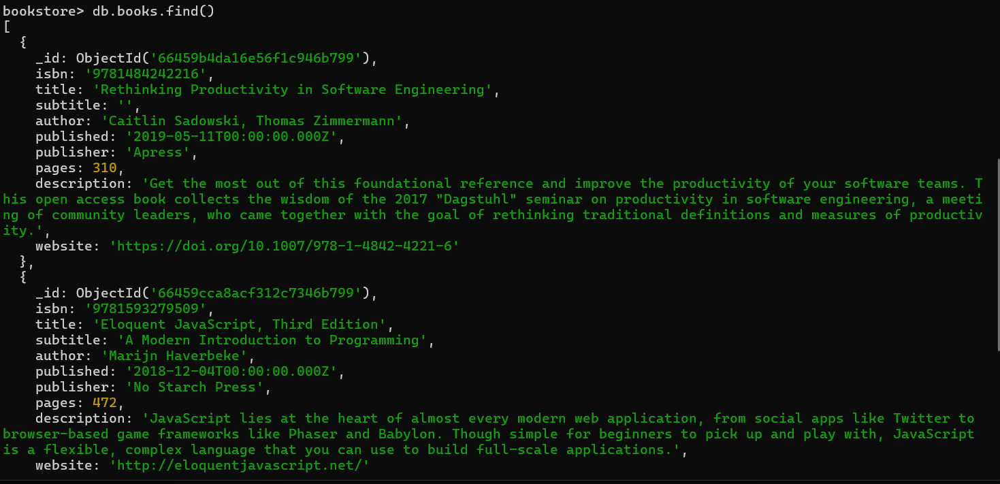 bookstore> db.books.find()
[
  {
    _id: ObjectId('66459b4da16e56f1c946b799'),
    isbn: '9781484242216',
    title: 'Rethinking Productivity in Software Engineering',
    subtitle: '',
    author: 'Caitlin Sadowski, Thomas Zimmermann',
    published: '2019-05-11T00:00:00.000Z',
    publisher: 'Apress',
    pages: 310,
    description: 'Get the most out of this foundational reference and improve the productivity of your software teams. T
his open access book collects the wisdom of the 2017 "Dagstuhl" seminar on productivity in software engineering, a meeti
ng of community leaders, who came together with the goal of rethinking traditional definitions and measures of productiv
ity.',
    website: 'https://doi.org/10.1007/978-1-4842-4221-6'
  },
  {
    _id: ObjectId('66459cca8acf312c7346b799'),
    isbn: '9781593279509',
    title: 'Eloquent JavaScript, Third Edition',
    subtitle: 'A Modern Introduction to Programming',
    author: 'Marijn Haverbeke',
    published: '2018-12-04T00:00:00.000Z',
    publisher: 'No Starch Press',
    pages: 472,
    description: 'JavaScript lies at the heart of almost every modern web application, from social apps like Twitter to
browser-based game frameworks like Phaser and Babylon. Though simple for beginners to pick up and play with, JavaScript
is a flexible, complex language that you can use to build full-scale applications.',
    website: 'http://eloquentjavascript.net/'